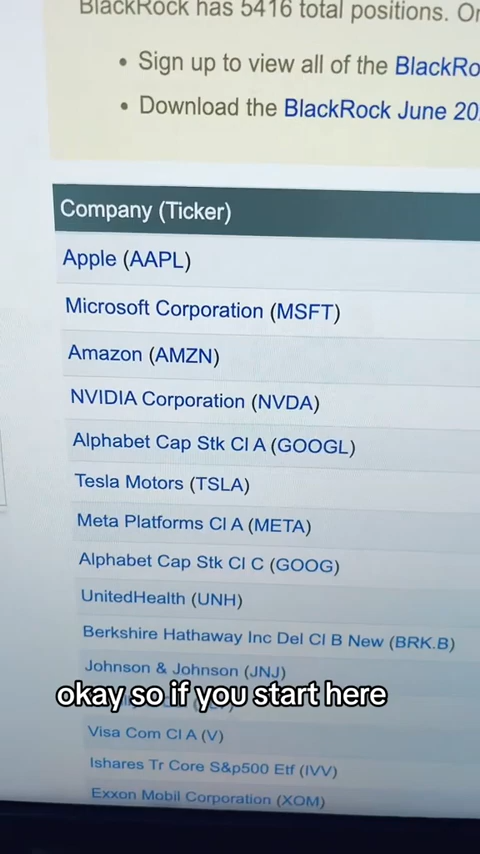 BlackRock has 5416 total positions. On
• Sign up to view all of the BlackRo
• Download the BlackRock June 20
Company (Ticker)
Apple (AAPL)
Microsoft Corporation (MSFT)
Amazon (AMZN)
NVIDIA Corporation (NVDA)
Alphabet Cap Stk Cl A (GOOGL)
Tesla Motors (TSLA)
Meta Platforms Cl A (META)
Alphabet Cap Stk Cl C (GOOG)
UnitedHealth (UNH)
Berkshire Hathaway Inc Del Cl B New (BRK.B)
Johnson & Johnson (JNJ)
okay so if you start here
Visa Com Cl A (V)
Ishares Tr Core S&p500 Etf (IVV)
Exxon Mobil Corporation (XOM)